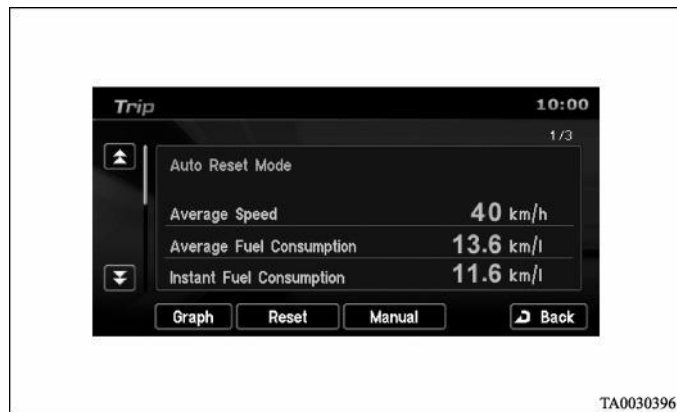 Trip 10:00
1/3
Auto Reset Mode
Average Speed 40 km/h
Average Fuel Consumption 13.6 km/l
Instant Fuel Consumption 11.6 km/l
Graph Reset Manual Back
TA0030396